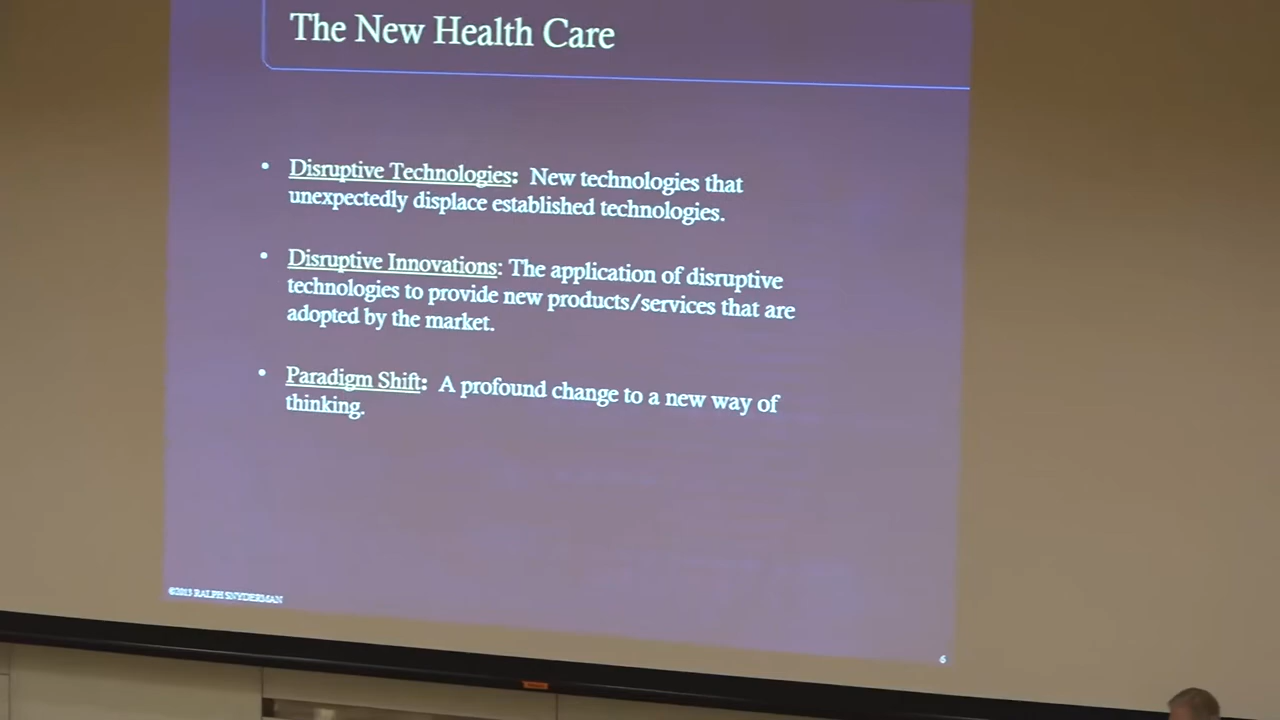 The New Health Care
• Disruptive Technologies: New technologies that
unexpectedly displace established technologies.
• Disruptive Innovations: The application of disruptive
technologies to provide new products/services that are
adopted by the market.
• Paradigm Shift: A profound change to a new way of
thinking.
©2013 RALPH SNYDERMAN
6